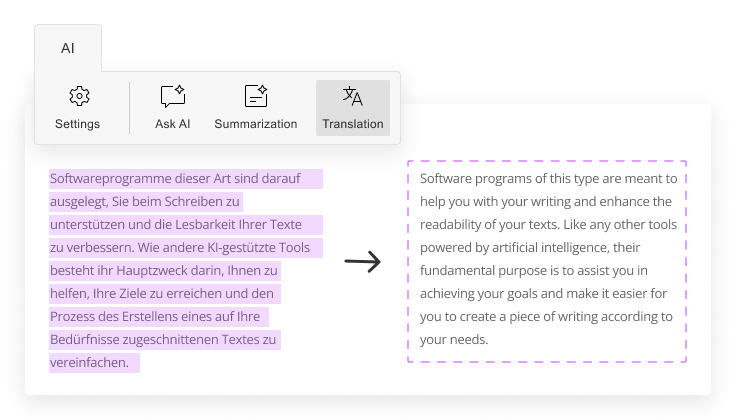 AI
Settings
Ask AI
Summarization
Translation
Softwareprogramme dieser Art sind darauf
ausgelegt, Sie beim Schreiben zu
unterstützen und die Lesbarkeit Ihrer Texte
zu verbessern. Wie andere KI-gestützte Tools
besteht ihr Hauptzweck darin, Ihnen zu
helfen, Ihre Ziele zu erreichen und den
Prozess des Erstellens eines auf Ihre
Bedürfnisse zugeschnittenen Textes zu
vereinfachen.
Software programs of this type are meant to
help you with your writing and enhance the
readability of your texts. Like any other tools
powered by artificial intelligence, their
fundamental purpose is to assist you in
achieving your goals and make it easier for
you to create a piece of writing according to
your needs.